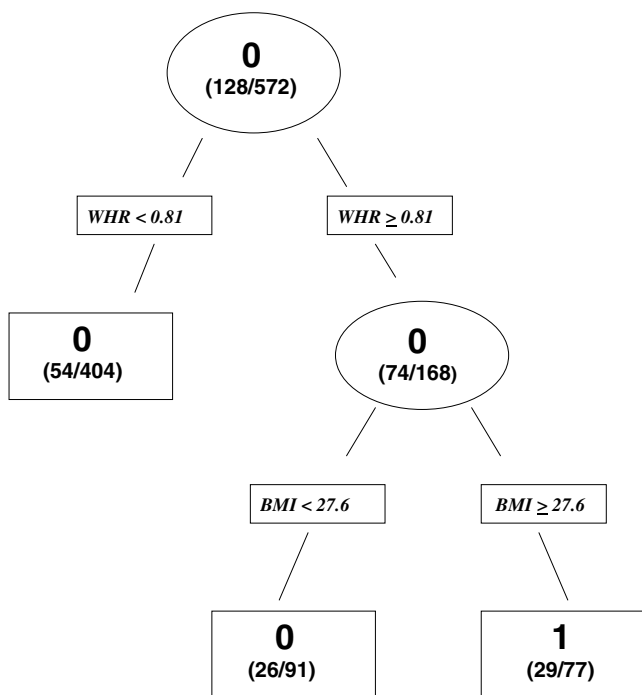 0
(128/572)
WHR < 0.81
WHR ≥ 0.81
0
(54/404)
0
(74/168)
BMI < 27.6
BMI ≥ 27.6
0
(26/91)
1
(29/77)